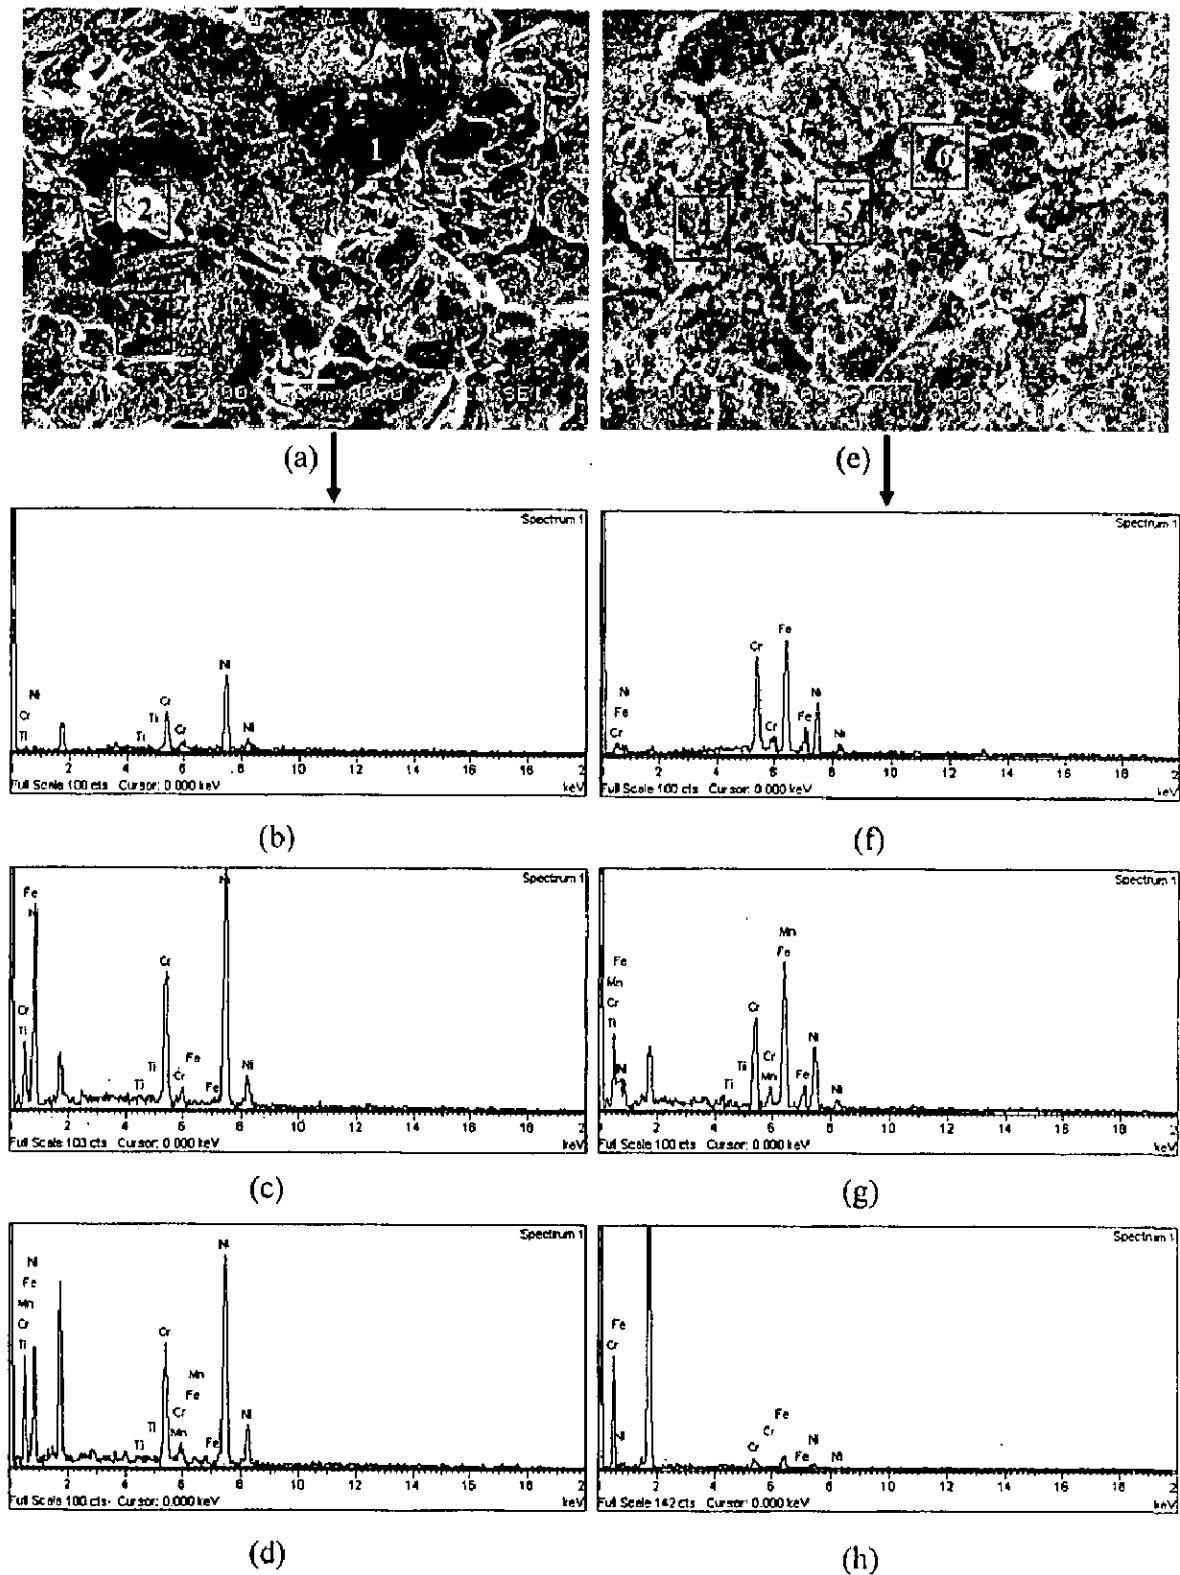 1
2
3
4
5
6
(a)
(e)
Spectrum 1
Ni
Cr
Ti
Ti
Ti
Cr
Cr
Ni
Ni
2
4
6
8
10
12
14
16
18
2
Full Scale 100 cts Cursor: 0.000 keV
keV
(b)
Spectrum 1
Ni
Fe
Cr
Cr
Cr
Fe
Fe
Ni
Ni
2
4
6
8
10
12
14
16
18
2
Full Scale 100 cts Cursor: 0.000 keV
keV
(f)
Spectrum 1
Fe
Ni
Cr
Ti
Ti
Ti
Cr
Cr
Fe
Fe
Ni
Ni
2
4
6
8
10
12
14
16
18
2
Full Scale 100 cts Cursor: 0.000 keV
keV
(c)
Spectrum 1
Fe
Mn
Cr
Ti
Ni
Ti
Ti
Cr
Cr
Mn
Mn
Fe
Fe
Ni
Ni
2
4
6
8
10
12
14
16
18
2
Full Scale 100 cts Cursor: 0.000 keV
keV
(g)
Spectrum 1
Ni
Fe
Mn
Cr
Ti
Ti
Ti
Cr
Mn
Fe
Cr
Mn
Fe
Ni
Ni
2
4
6
8
10
12
14
16
18
2
Full Scale 100 cts Cursor: 0.000 keV
keV
(d)
Spectrum 1
Fe
Cr
Ni
Cr
Cr
Fe
Fe
Ni
Ni
2
4
6
8
10
12
14
16
18
2
Full Scale 142 cts Cursor: 0.000 keV
keV
(h)